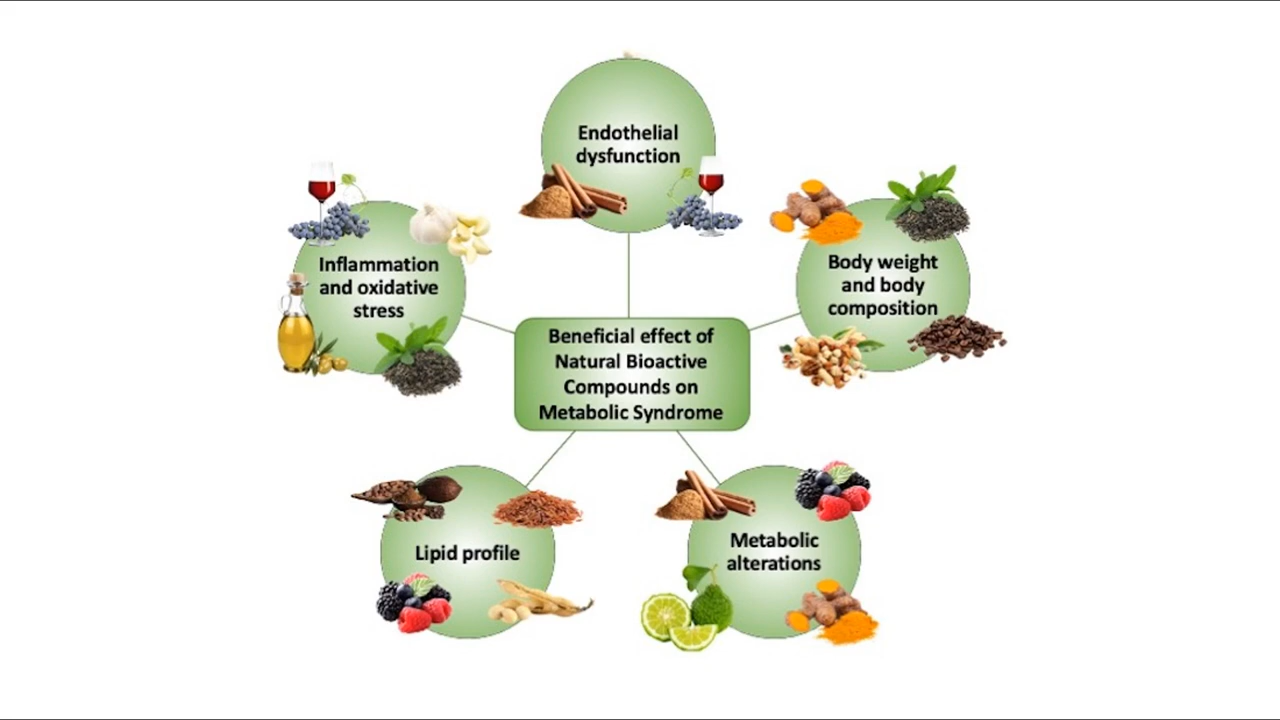 Endothelial
dysfunction
Inflammation
and oxidative
stress
Body weight
and body
composition
Beneficial effect of
Natural Bioactive
Compounds on
Metabolic Syndrome
Lipid profile
Metabolic
alterations